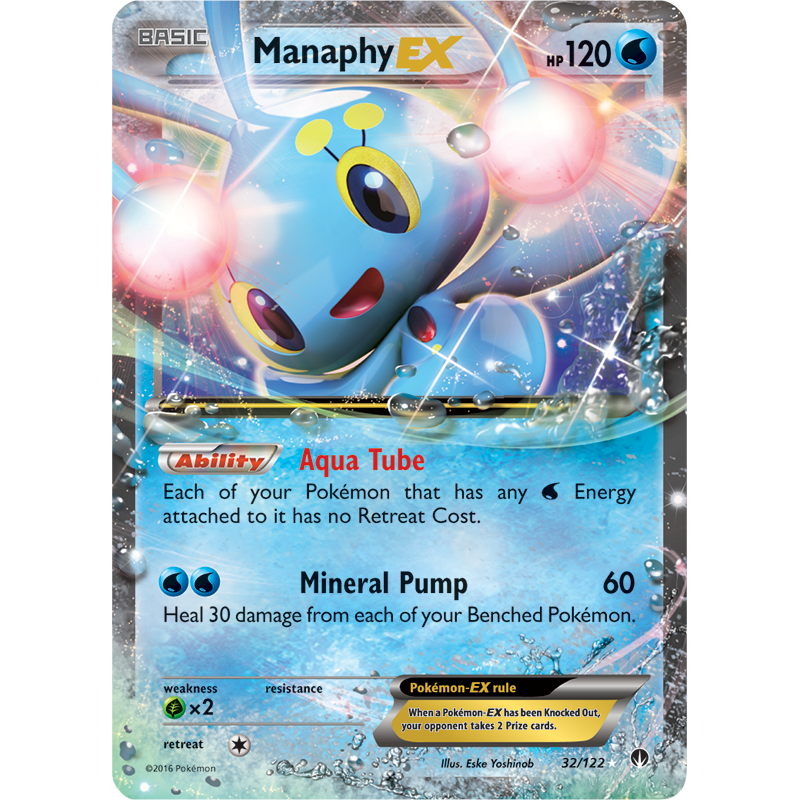 BASIC
Manaphy EX HP 120
Ability Aqua Tube
Each of your Pokémon that has any Energy
attached to it has no Retreat Cost.
Mineral Pump 60
Heal 30 damage from each of your Benched Pokémon.
weakness resistance
×2
Pokémon-EX rule
When a Pokémon-EX has been Knocked Out,
your opponent takes 2 Prize cards.
retreat
©2016 Pokémon
Illus. Eske Yoshinob
32/122